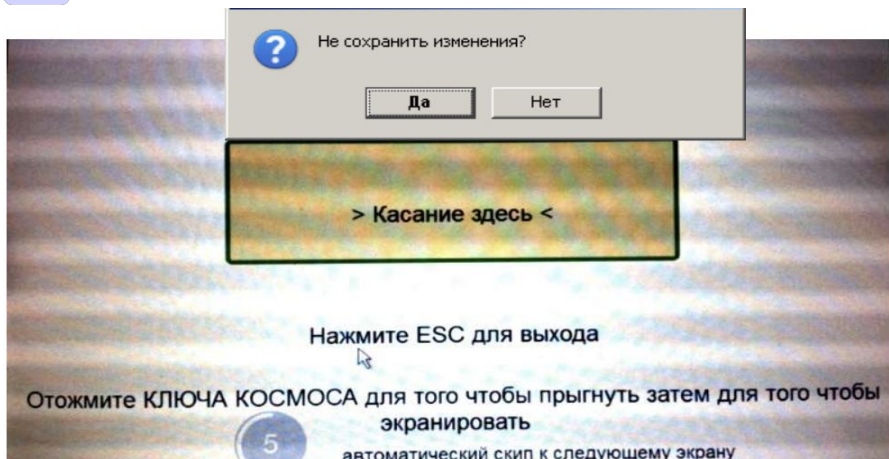 Не сохранить изменения?
Да
Нет
> Касание здесь <
Нажмите ESC для выхода
Отожмите КЛЮЧА КОСМОСА для того чтобы прыгнуть затем для того чтобы
экранировать
5
автоматический скип к следующему экрану